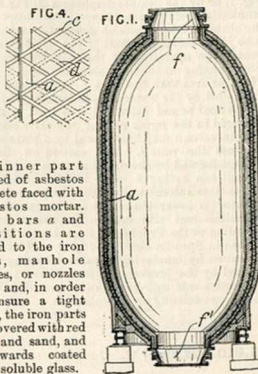 FIG.4.
c
d
a
FIG.1.
f
a
f'
inner part
ed of asbestos
ete faced with
stos mortar.
bars a and
sitions are
d to the iron
s, manhole
es, or nozzles
and, in order
nsure a tight
, the iron parts
overed with red
and sand, and
wards coated
soluble glass.